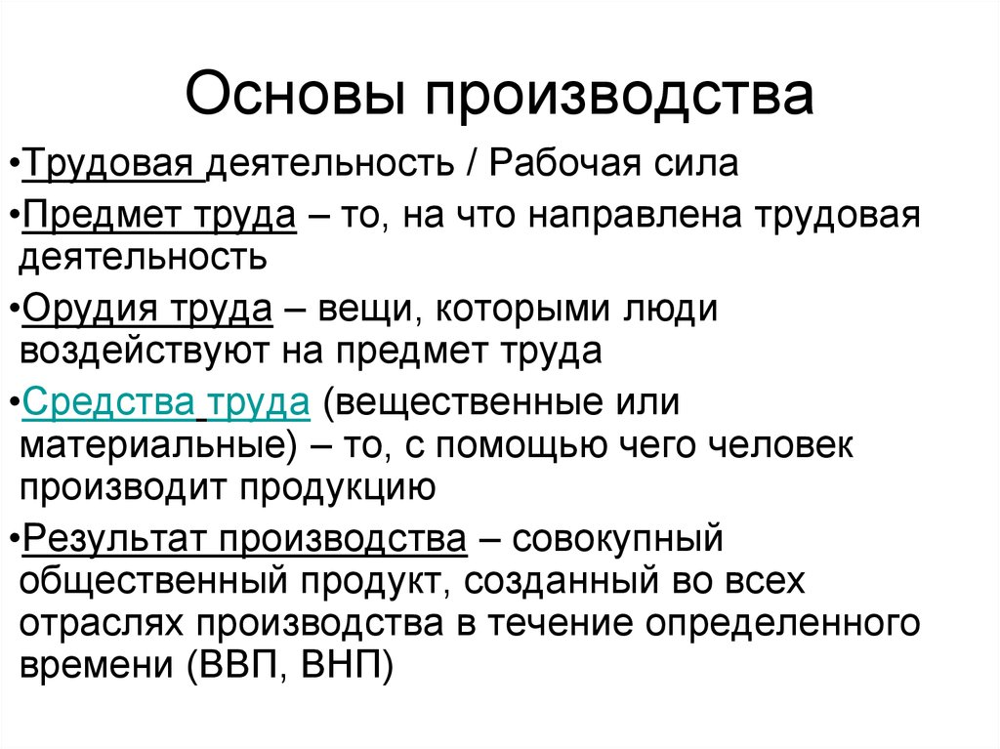 Основы производства
•Трудовая деятельность / Рабочая сила
•Предмет труда – то, на что направлена трудовая
деятельность
•Орудия труда – вещи, которыми люди
воздействуют на предмет труда
•Средства труда (вещественные или
материальные) – то, с помощью чего человек
производит продукцию
•Результат производства – совокупный
общественный продукт, созданный во всех
отраслях производства в течение определенного
времени (ВВП, ВНП)